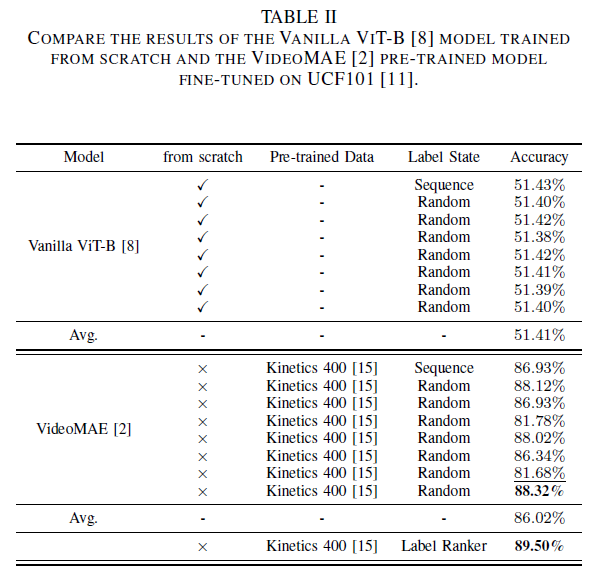 TABLE II
COMPARE THE RESULTS OF THE VANILLA VIT-B [8] MODEL TRAINED
FROM SCRATCH AND THE VIDEOMAE [2] PRE-TRAINED MODEL
FINE-TUNED ON UCF101 [11].
Model from scratch Pre-trained Data Label State Accuracy
✓ - Sequence 51.43%
✓ - Random 51.40%
✓ - Random 51.42%
✓ - Random 51.38%
Vanilla ViT-B [8]
✓ - Random 51.42%
✓ - Random 51.41%
✓ - Random 51.39%
✓ - Random 51.40%
Avg. - - - 51.41%
× Kinetics 400 [15] Sequence 86.93%
× Kinetics 400 [15] Random 88.12%
× Kinetics 400 [15] Random 86.93%
× Kinetics 400 [15] Random 81.78%
VideoMAE [2]
× Kinetics 400 [15] Random 88.02%
× Kinetics 400 [15] Random 86.34%
× Kinetics 400 [15] Random 81.68%
× Kinetics 400 [15] Random 88.32%
Avg. - - - 86.02%
× Kinetics 400 [15] Label Ranker 89.50%